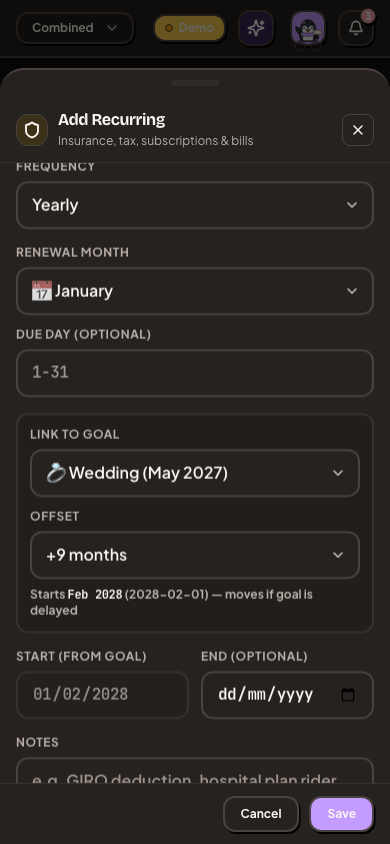 Combined
Demo
3
Add Recurring
Insurance, tax, subscriptions & bills
FREQUENCY
Yearly
RENEWAL MONTH
17 January
DUE DAY (OPTIONAL)
1-31
LINK TO GOAL
Wedding (May 2027)
OFFSET
+9 months
Starts Feb 2028 (2028-02-01) — moves if goal is
delayed
START (FROM GOAL) END (OPTIONAL)
01/02/2028 dd/mm/yyyy
NOTES
e.g. GIRO deduction, hospital plan rider
Cancel Save